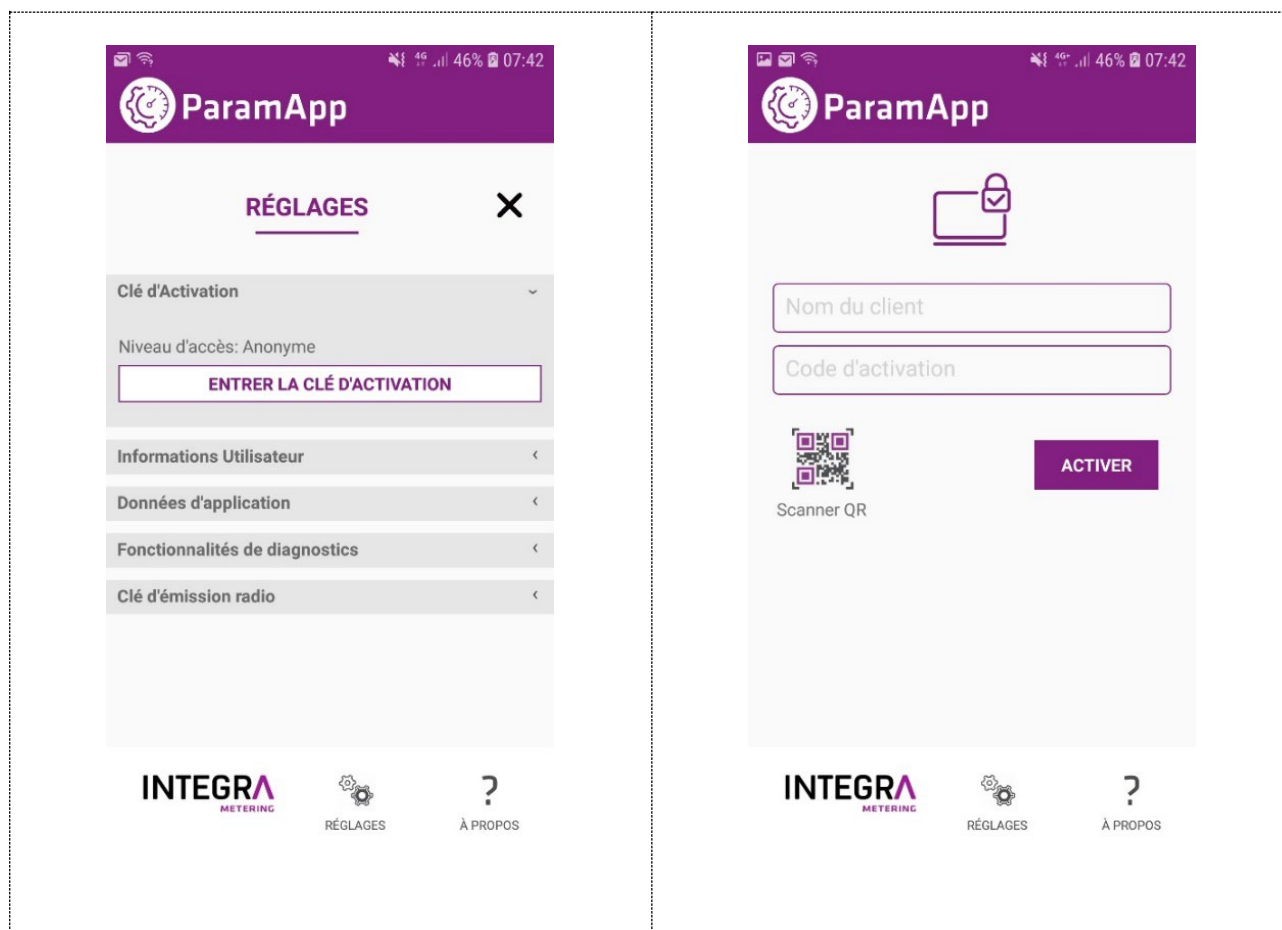 46% 07:42
ParamApp
RÉGLAGES
Clé d'Activation
Niveau d'accès: Anonyme
ENTRER LA CLÉ D'ACTIVATION
Informations Utilisateur
Données d'application
Fonctionnalités de diagnostics
Clé d'émission radio
INTEGRA
METERING
RÉGLAGES
À PROPOS
4G+ 46% 07:42
ParamApp
Nom du client
Code d'activation
ACTIVER
Scanner QR
INTEGRA
METERING
RÉGLAGES
À PROPOS